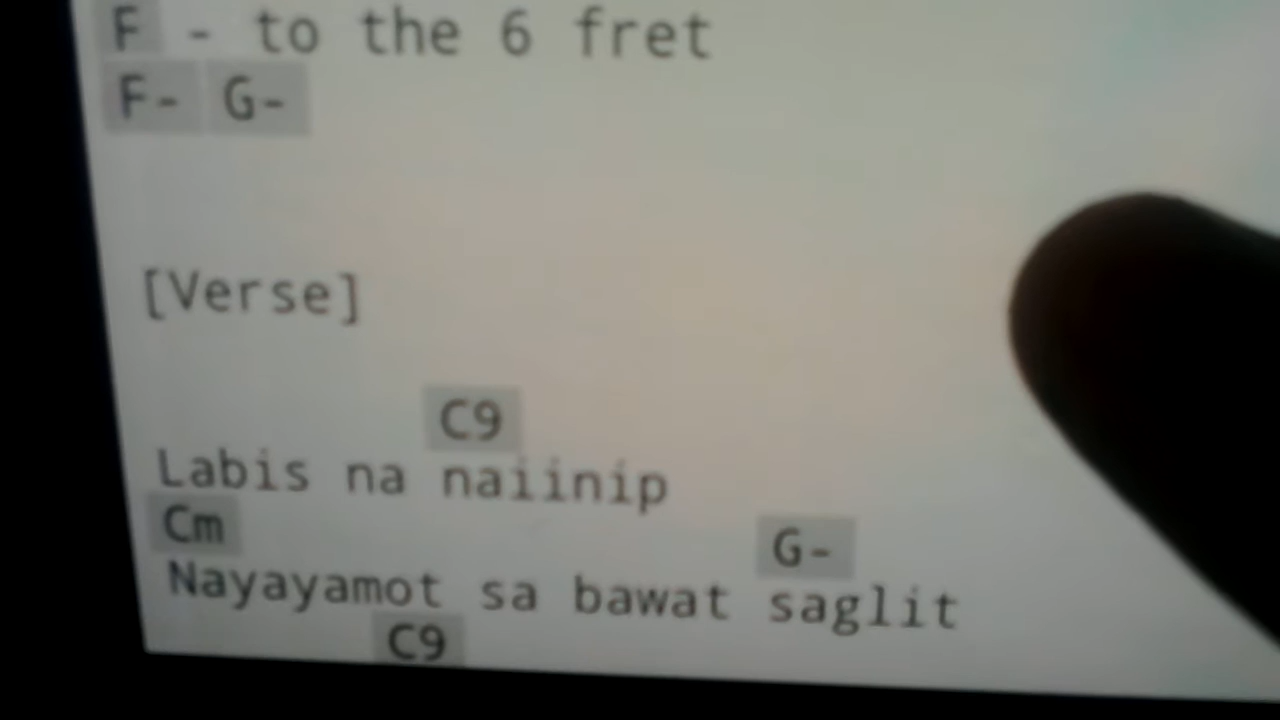 F - to the 6 fret
F- G-
[Verse]
C9
Labis na naiinip
Cm G-
Nayayamot sa bawat saglit
C9